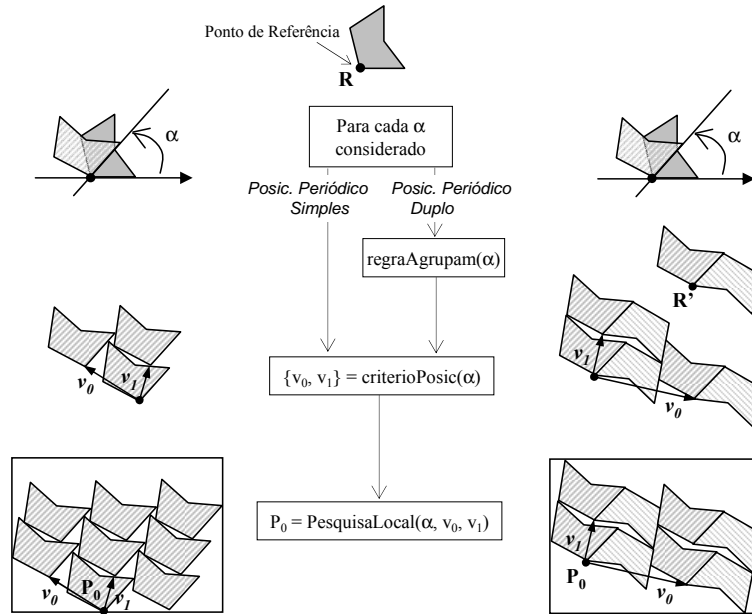 Ponto de Referência
R
Para cada α
considerado
α
α
Posic. Periódico
Simples
Posic. Periódico
Duplo
regraAgrupam(α)
R'
{v0, v1} = criterioPosic(α)
v0
v1
v1
v0
P0 = PesquisaLocal(α, v0, v1)
v0
P0
v1
v1
P0
v0